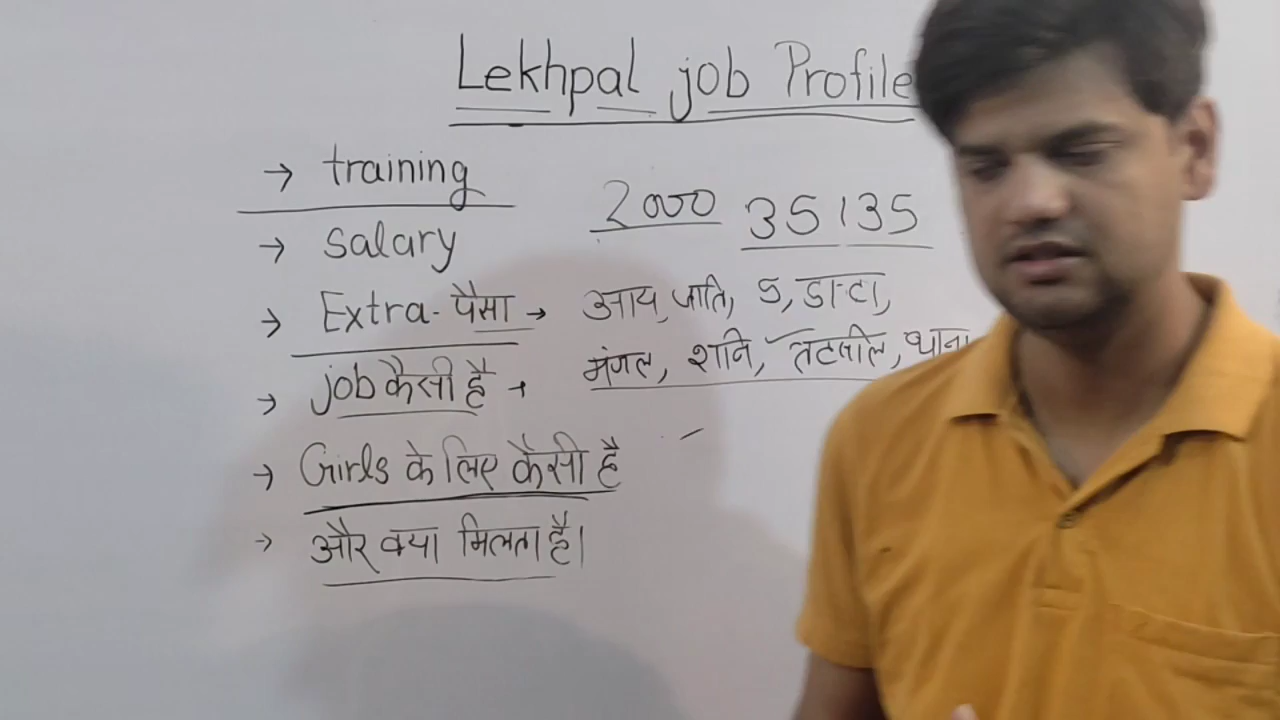 Lekhpal job Profile
→ training
→ salary 2000 35135
→ Extra-पैसा → आय, जाति, 5, डाटा,
→ job कैसी है → मंगल, शनि, तहसील, थाना
→ Girls के लिए कैसी है
→ और क्या मिलता है।